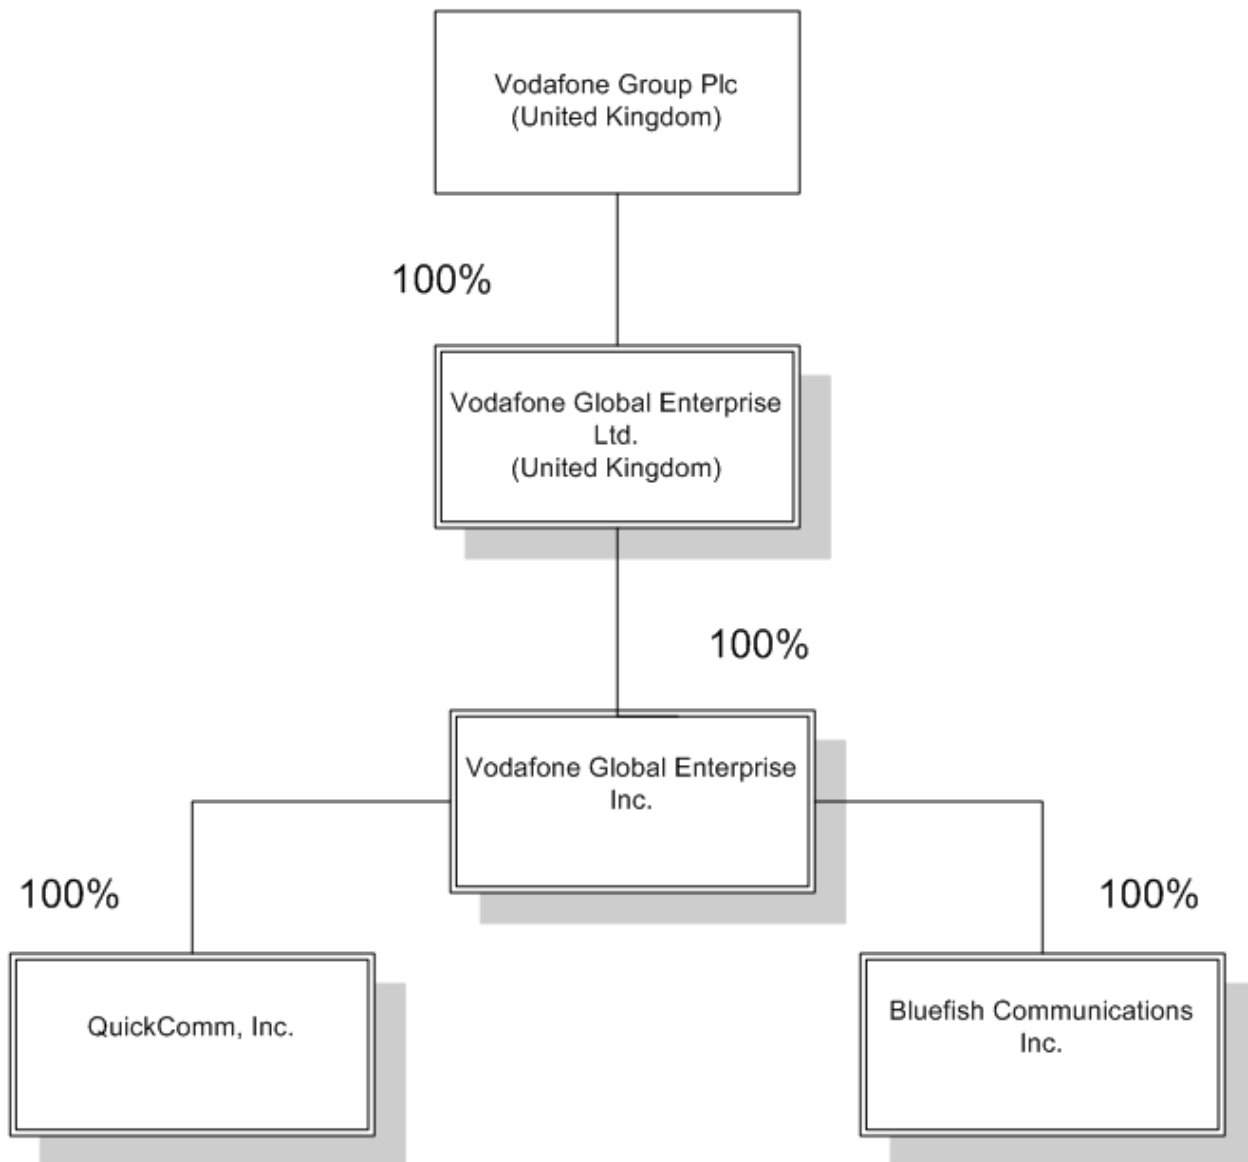 Vodafone Group Plc
(United Kingdom)
100%
Vodafone Global Enterprise
Ltd.
(United Kingdom)
100%
Vodafone Global Enterprise
Inc.
100%
100%
QuickComm, Inc.
Bluefish Communications
Inc.